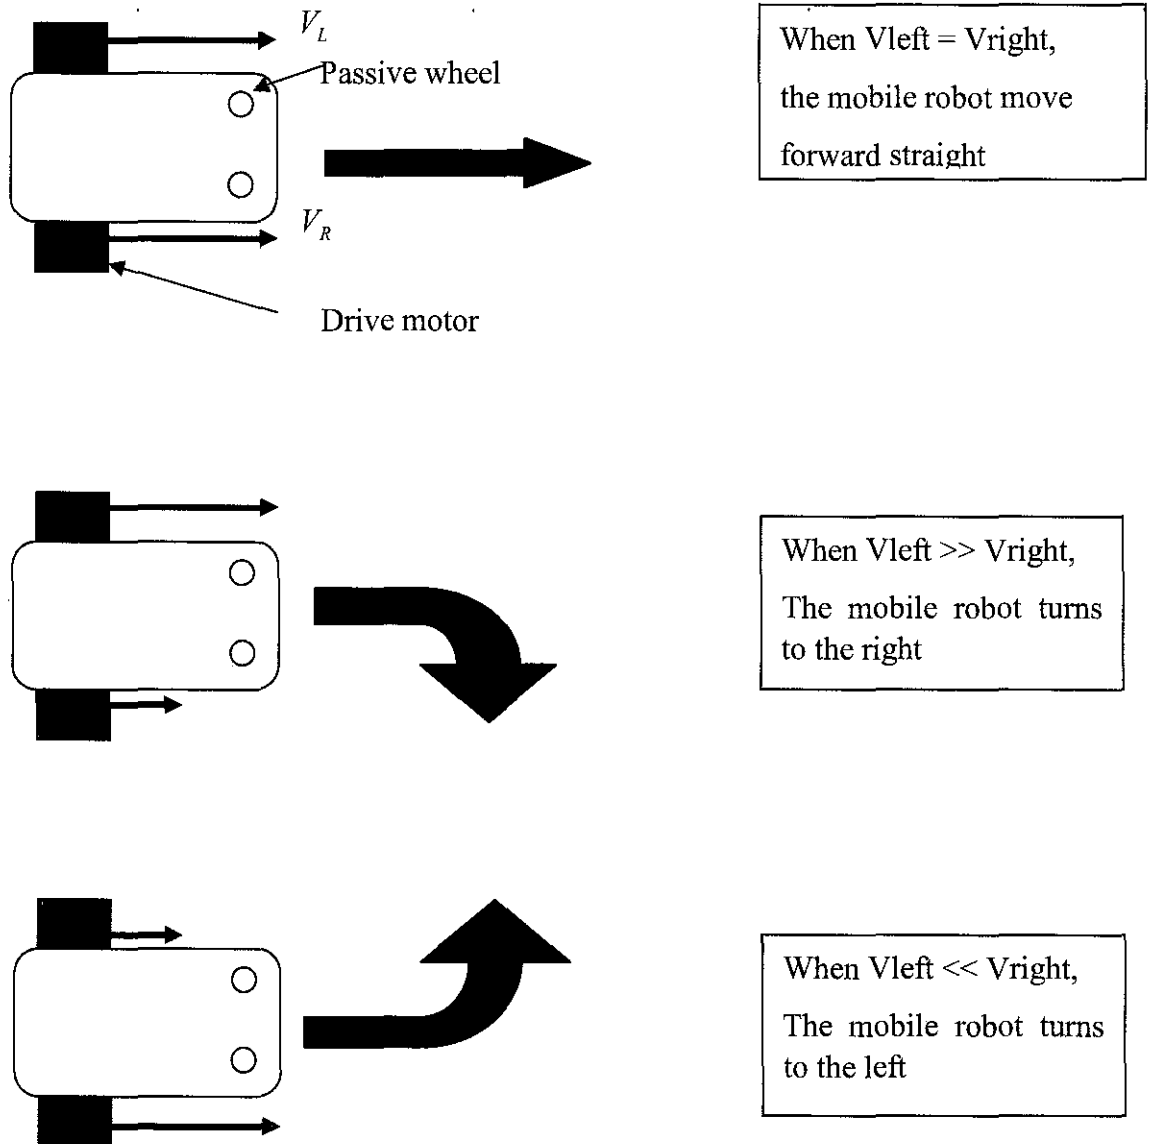 V_L
Passive wheel
V_R
Drive motor
When Vleft = Vright,
the mobile robot move
forward straight
When Vleft >> Vright,
The mobile robot turns
to the right
When Vleft << Vright,
The mobile robot turns
to the left